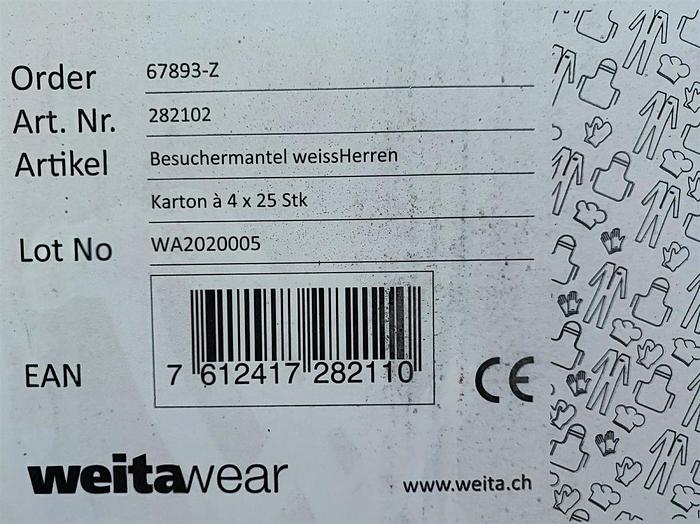 Order 67893-Z
Art. Nr. 282102
Artikel Besuchermantel weissHerren
Karton à 4 x 25 Stk
Lot No WA2020005
EAN 7 612417 282110
CE
weitawear www.weita.ch